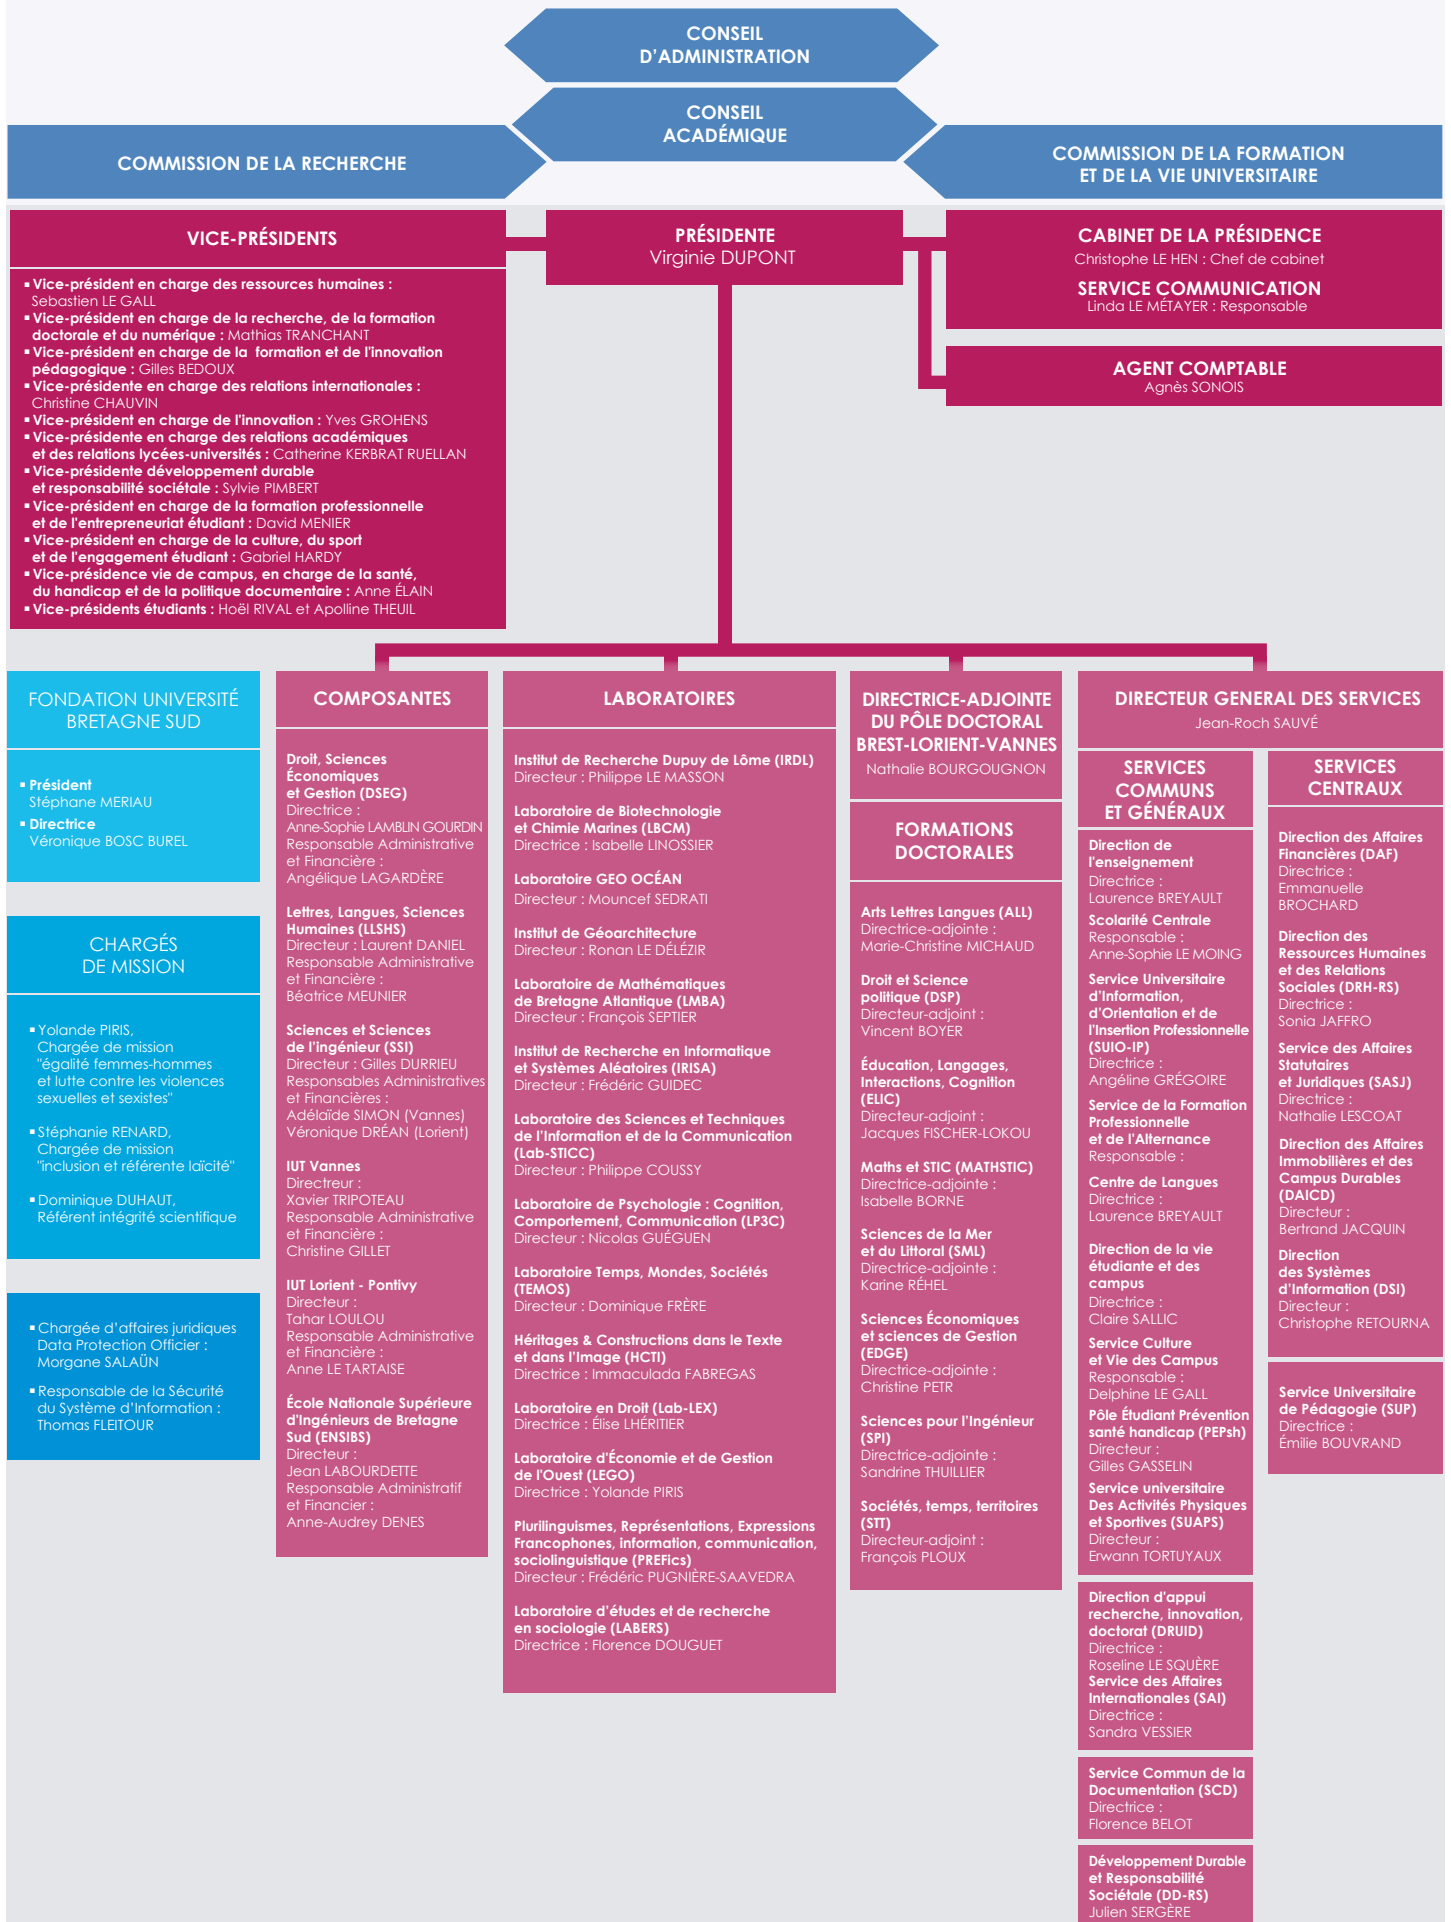 CONSEIL
D'ADMINISTRATION
CONSEIL
ACADÉMIQUE
COMMISSION DE LA RECHERCHE
COMMISSION DE LA FORMATION
ET DE LA VIE UNIVERSITAIRE
VICE-PRÉSIDENTS
▪ Vice-président en charge des ressources humaines :
Sebastien LE GALL
▪ Vice-président en charge de la recherche, de la formation
doctorale et du numérique : Mathias TRANCHANT
▪ Vice-président en charge de la formation et de l'innovation
pédagogique : Gilles BEDOUX
▪ Vice-présidente en charge des relations internationales :
Christine CHAUVIN
▪ Vice-président en charge de l'innovation : Yves GROHENS
▪ Vice-présidente en charge des relations académiques
et des relations lycées-universités : Catherine KERBRAT RUELLAN
▪ Vice-présidente développement durable
et responsabilité sociétale : Sylvie PIMBERT
▪ Vice-président en charge de la formation professionnelle
et de l'entrepreneuriat étudiant : David MENIER
▪ Vice-président en charge de la culture, du sport
et de l'engagement étudiant : Gabriel HARDY
▪ Vice-présidence vie de campus, en charge de la santé,
du handicap et de la politique documentaire : Anne ÉLAIN
▪ Vice-présidents étudiants : Hoël RIVAL et Apolline THEUIL
PRÉSIDENTE
Virginie DUPONT
CABINET DE LA PRÉSIDENCE
Christophe LE HEN : Chef de cabinet
SERVICE COMMUNICATION
Linda LE MÉTAYER : Responsable
AGENT COMPTABLE
Agnès SONOIS
FONDATION UNIVERSITÉ
BRETAGNE SUD
▪ Président
Stéphane MERIAU
▪ Directrice
Véronique BOSC BUREL
CHARGÉS
DE MISSION
▪ Yolande PIRIS,
Chargée de mission
"égalité femmes-hommes
et lutte contre les violences
sexuelles et sexistes"
▪ Stéphanie RENARD,
Chargée de mission
"inclusion et référente laïcité"
▪ Dominique DUHAUT,
Référent intégrité scientifique
▪ Chargée d'affaires juridiques
Data Protection Officier :
Morgane SALAÜN
▪ Responsable de la Sécurité
du Système d'Information :
Thomas FLEITOUR
COMPOSANTES
Droit, Sciences
Économiques
et Gestion (DSEG)
Directrice :
Anne-Sophie LAMBLIN GOURDIN
Responsable Administrative
et Financière :
Angélique LAGARDÈRE
Lettres, Langues, Sciences
Humaines (LLSHS)
Directeur : Laurent DANIEL
Responsable Administrative
et Financière :
Béatrice MEUNIER
Sciences et Sciences
de l'ingénieur (SSI)
Directeur : Gilles DURRIEU
Responsables Administratives
et Financières :
Adélaïde SIMON (Vannes)
Véronique DRÉAN (Lorient)
IUT Vannes
Directreur :
Xavier TRIPOTEAU
Responsable Administrative
et Financière :
Christine GILLET
IUT Lorient - Pontivy
Directeur :
Tahar LOULOU
Responsable Administrative
et Financière :
Anne LE TARTAISE
École Nationale Supérieure
d'Ingénieurs de Bretagne
Sud (ENSIBS)
Directeur :
Jean LABOURDETTE
Responsable Administratif
et Financier :
Anne-Audrey DENES
LABORATOIRES
Institut de Recherche Dupuy de Lôme (IRDL)
Directeur : Philippe LE MASSON
Laboratoire de Biotechnologie
et Chimie Marines (LBCM)
Directrice : Isabelle LINOSSIER
Laboratoire GEO OCÉAN
Directeur : Mouncef SEDRATI
Institut de Géoarchitecture
Directeur : Ronan LE DÉLÉZIR
Laboratoire de Mathématiques
de Bretagne Atlantique (LMBA)
Directeur : François SEPTIER
Institut de Recherche en Informatique
et Systèmes Aléatoires (IRISA)
Directeur : Frédéric GUIDEC
Laboratoire des Sciences et Techniques
de l'Information et de la Communication
(Lab-STICC)
Directeur : Philippe COUSSY
Laboratoire de Psychologie : Cognition,
Comportement, Communication (LP3C)
Directeur : Nicolas GUÉGUEN
Laboratoire Temps, Mondes, Sociétés
(TEMOS)
Directeur : Dominique FRÈRE
Héritages & Constructions dans le Texte
et dans l'Image (HCTI)
Directrice : Immaculada FABREGAS
Laboratoire en Droit (Lab-LEX)
Directrice : Élise LHÉRITIER
Laboratoire d'Économie et de Gestion
de l'Ouest (LEGO)
Directrice : Yolande PIRIS
Plurilinguismes, Représentations, Expressions
Francophones, information, communication,
sociolinguistique (PREFics)
Directeur : Frédéric PUGNIÈRE-SAAVEDRA
Laboratoire d'études et de recherche
en sociologie (LABERS)
Directrice : Florence DOUGUET
DIRECTRICE-ADJOINTE
DU PÔLE DOCTORAL
BREST-LORIENT-VANNES
Nathalie BOURGOUGNON
FORMATIONS
DOCTORALES
Arts Lettres Langues (ALL)
Directrice-adjointe :
Marie-Christine MICHAUD
Droit et Science
politique (DSP)
Directeur-adjoint :
Vincent BOYER
Éducation, Langages,
Interactions, Cognition
(ELIC)
Directeur-adjoint :
Jacques FISCHER-LOKOU
Maths et STIC (MATHSTIC)
Directrice-adjointe :
Isabelle BORNE
Sciences de la Mer
et du Littoral (SML)
Directrice-adjointe :
Karine RÉHEL
Sciences Économiques
et sciences de Gestion
(EDGE)
Directrice-adjointe :
Christine PETR
Sciences pour l'Ingénieur
(SPI)
Directrice-adjointe :
Sandrine THUILLIER
Sociétés, temps, territoires
(STT)
Directeur-adjoint :
François PLOUX
DIRECTEUR GENERAL DES SERVICES
Jean-Roch SAUVÉ
SERVICES
COMMUNS
ET GÉNÉRAUX
Direction de
l'enseignement
Directrice :
Laurence BREYAULT
Scolarité Centrale
Responsable :
Anne-Sophie LE MOING
Service Universitaire
d'Information,
d'Orientation et de
l'Insertion Professionnelle
(SUIO-IP)
Directrice :
Angéline GRÉGOIRE
Service de la Formation
Professionnelle
et de l'Alternance
Responsable :
Centre de Langues
Directrice :
Laurence BREYAULT
Direction de la vie
étudiante et des
campus
Directrice :
Claire SALLIC
Service Culture
et Vie des Campus
Responsable :
Delphine LE GALL
Pôle Étudiant Prévention
santé handicap (PEPsh)
Directeur :
Gilles GASSELIN
Service universitaire
Des Activités Physiques
et Sportives (SUAPS)
Directeur :
Erwann TORTUYAUX
Direction d'appui
recherche, innovation,
doctorat (DRUID)
Directrice :
Roseline LE SQUÈRE
Service des Affaires
Internationales (SAI)
Directrice :
Sandra VESSIER
Service Commun de la
Documentation (SCD)
Directrice :
Florence BELOT
Développement Durable
et Responsabilité
Sociétale (DD-RS)
Julien SERGÈRE
SERVICES
CENTRAUX
Direction des Affaires
Financières (DAF)
Directrice :
Emmanuelle
BROCHARD
Direction des
Ressources Humaines
et des Relations
Sociales (DRH-RS)
Directrice :
Sonia JAFFRO
Service des Affaires
Statutaires
et Juridiques (SASJ)
Directrice :
Nathalie LESCOAT
Direction des Affaires
Immobilières et des
Campus Durables
(DAICD)
Directeur :
Bertrand JACQUIN
Direction
des Systèmes
d'Information (DSI)
Directeur :
Christophe RETOURNA
Service Universitaire
de Pédagogie (SUP)
Directrice :
Émilie BOUVRAND